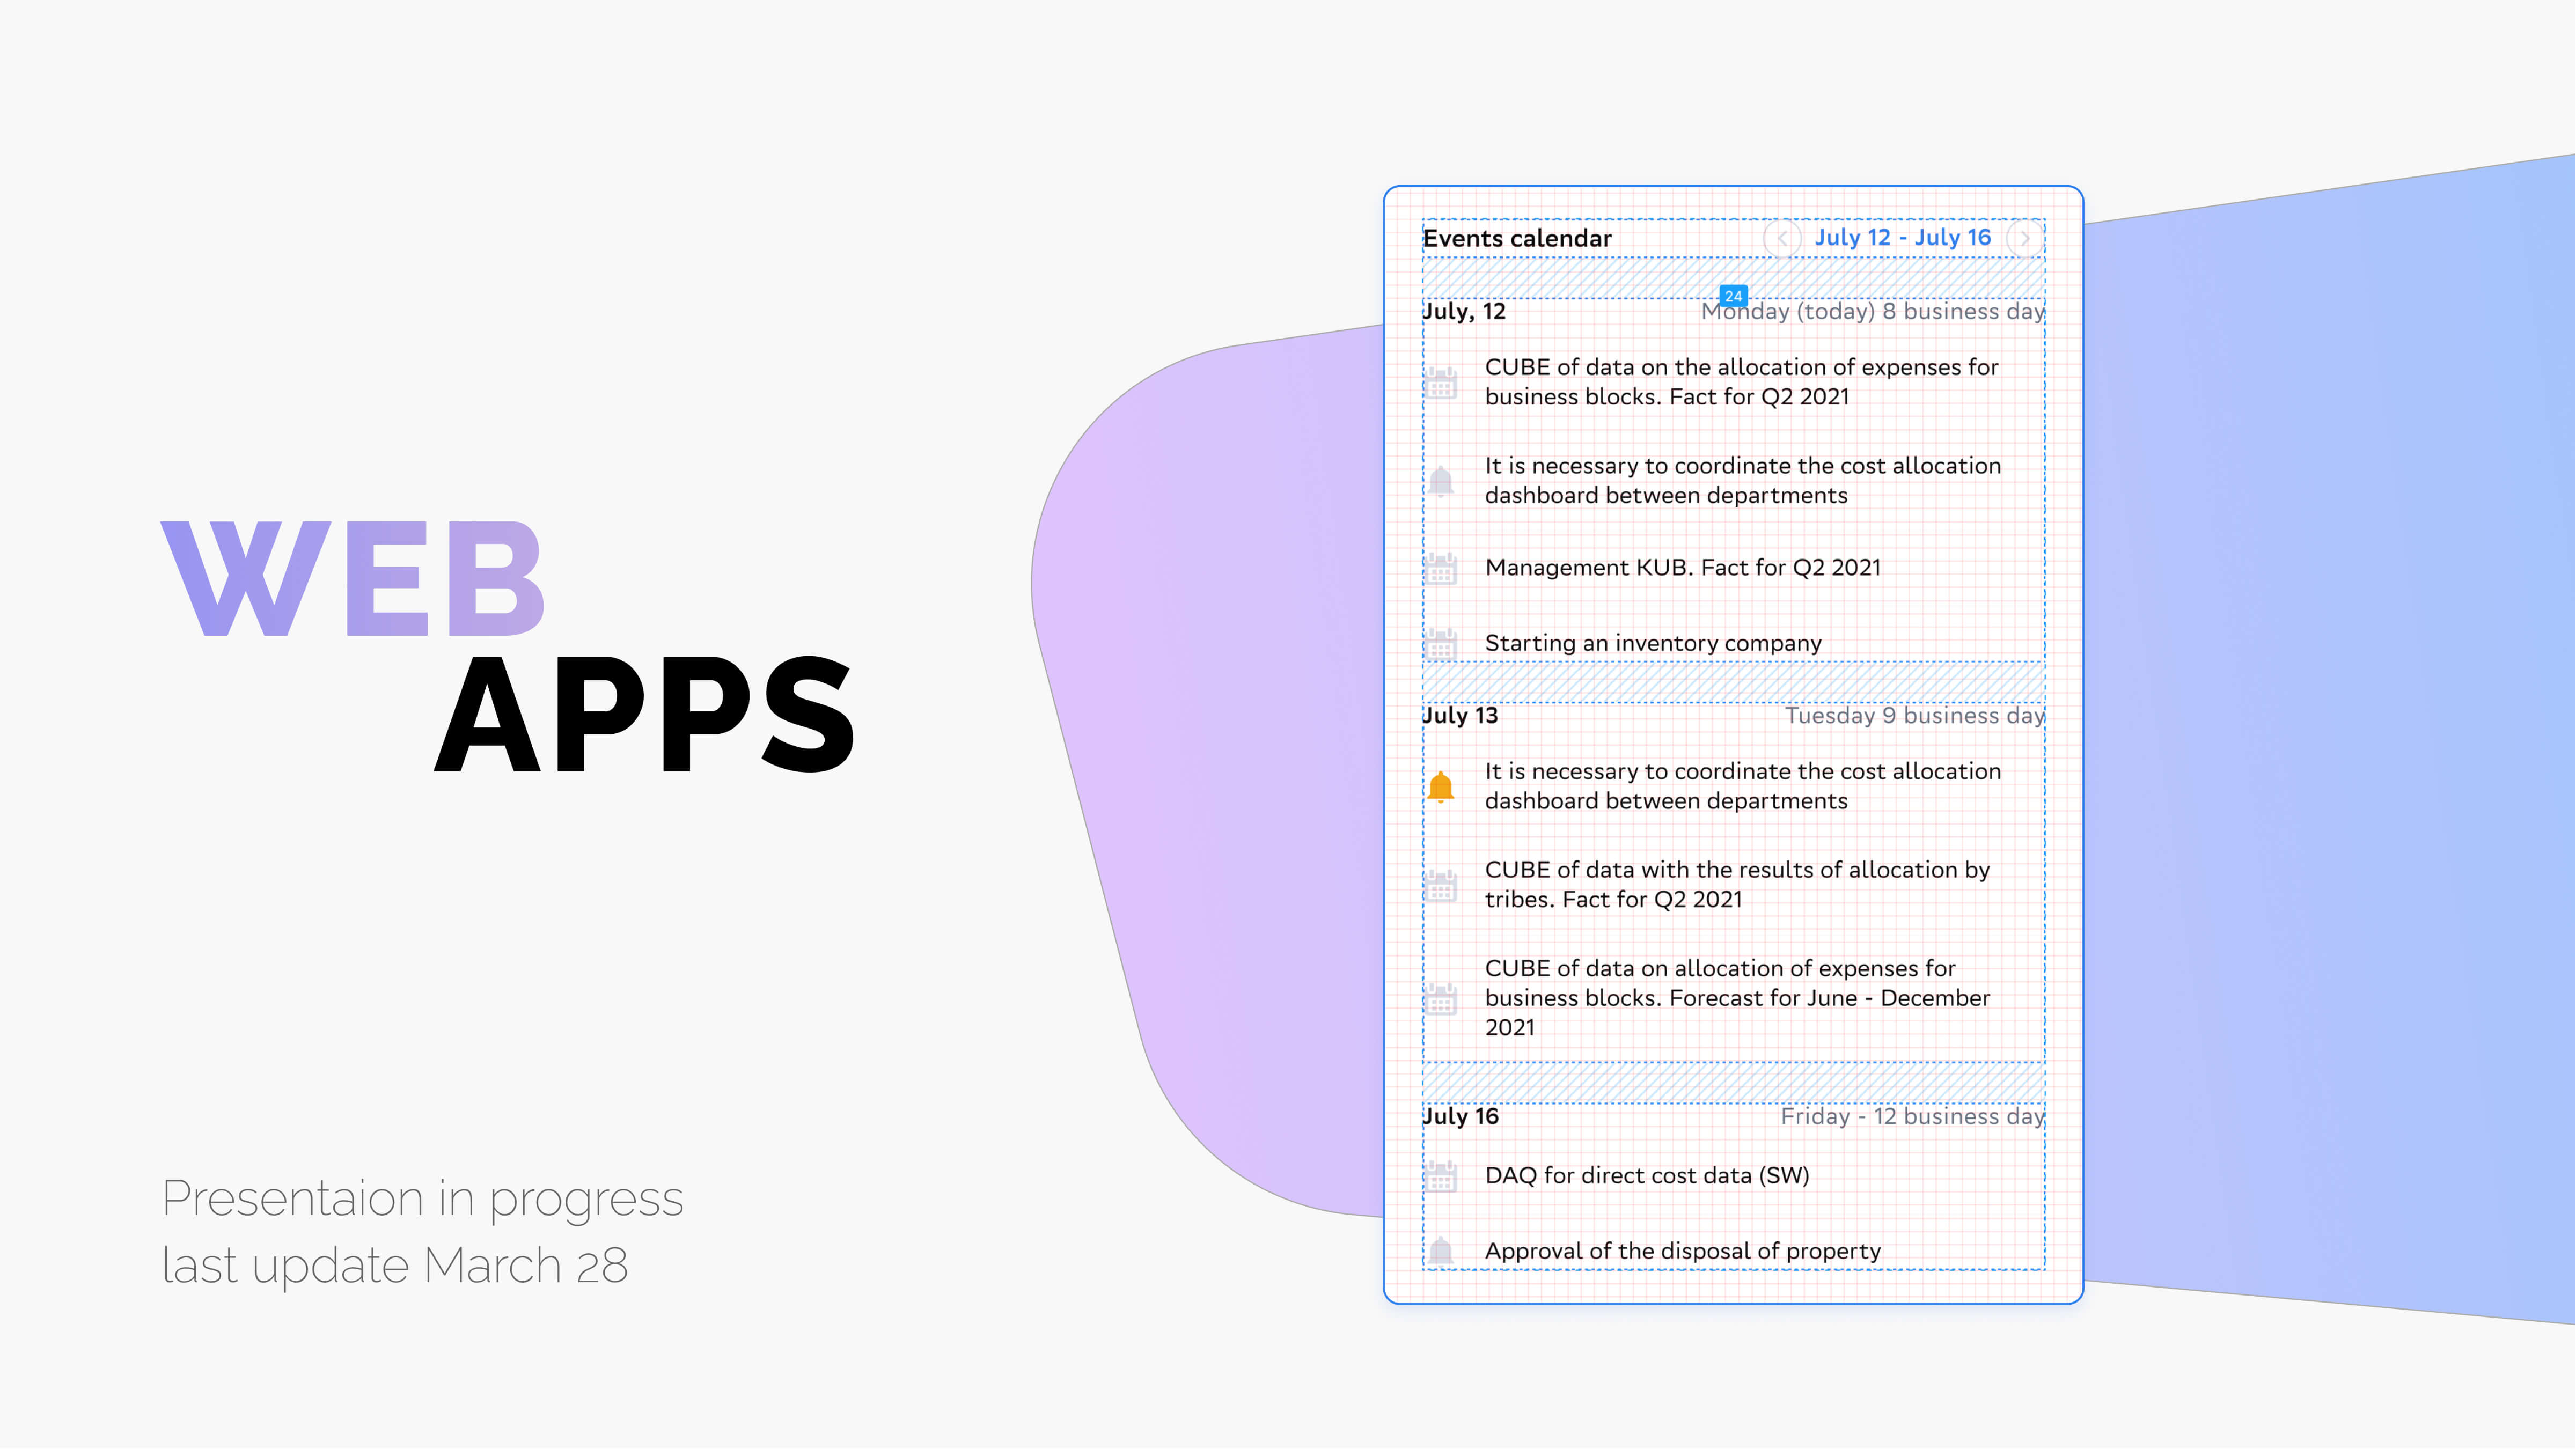 WEB
APPS
Presentaion in progress
last update March 28
Events calendar
July 12 - July 16
24
July, 12
Monday (today) 8 business day
CUBE of data on the allocation of expenses for
business blocks. Fact for Q2 2021
It is necessary to coordinate the cost allocation
dashboard between departments
Management KUB. Fact for Q2 2021
Starting an inventory company
July 13
Tuesday 9 business day
It is necessary to coordinate the cost allocation
dashboard between departments
CUBE of data with the results of allocation by
tribes. Fact for Q2 2021
CUBE of data on allocation of expenses for
business blocks. Forecast for June - December
2021
July 16
Friday - 12 business day
DAQ for direct cost data (SW)
Approval of the disposal of property